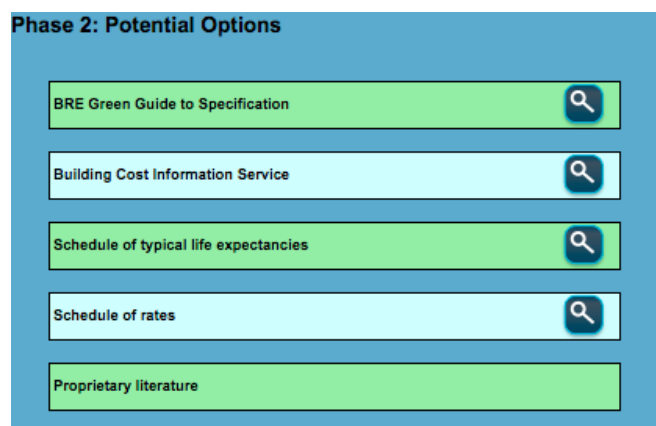 Phase 2: Potential Options
BRE Green Guide to Specification
Building Cost Information Service
Schedule of typical life expectancies
Schedule of rates
Proprietary literature